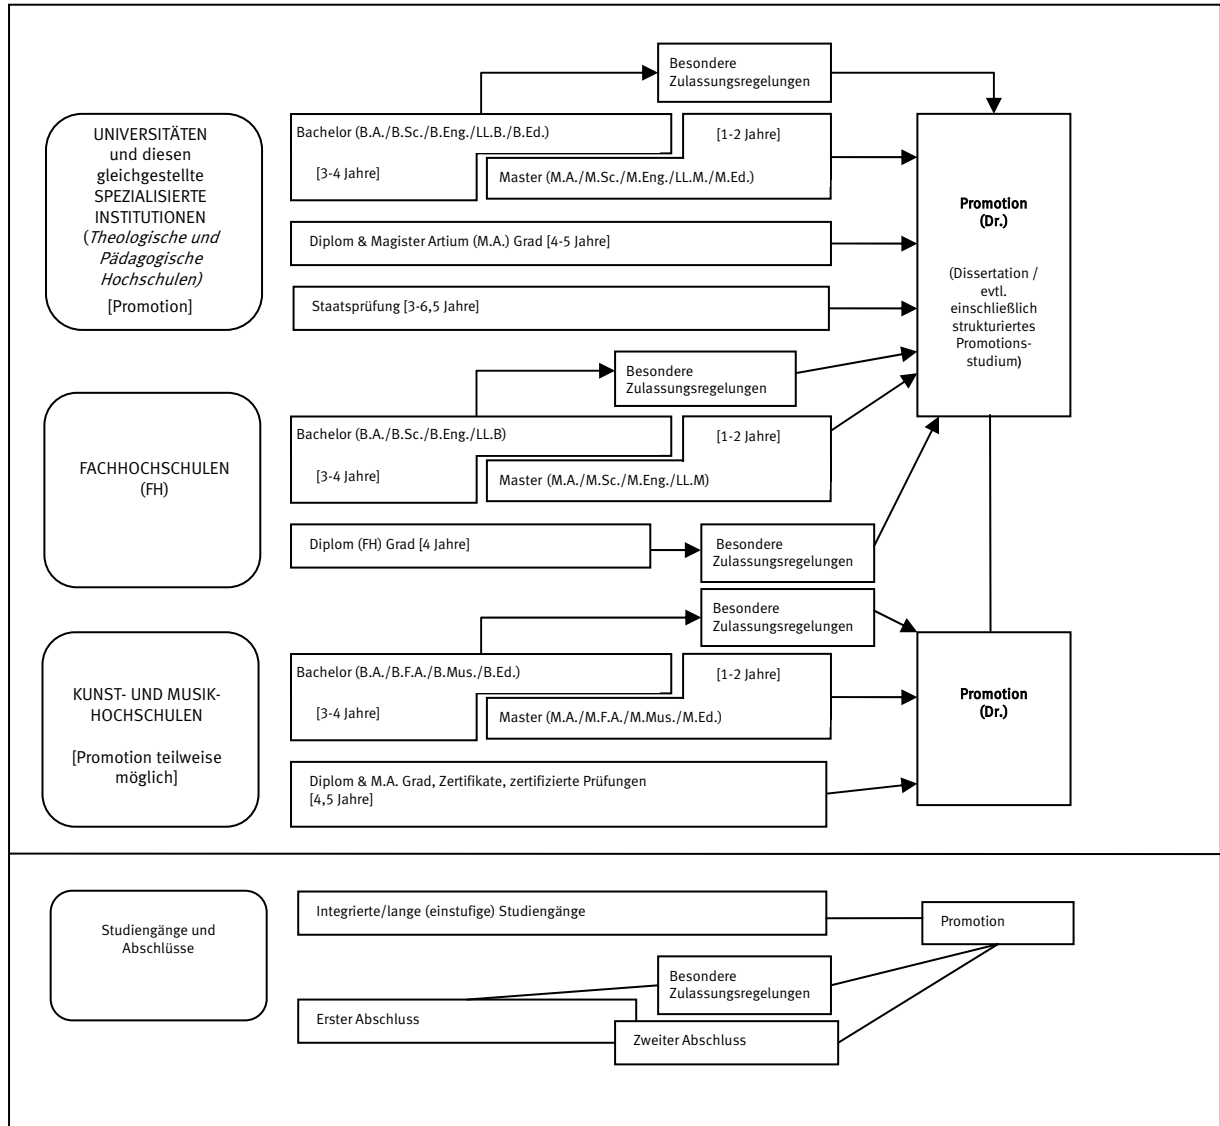 Besondere
Zulassungsregelungen
UNIVERSITÄTEN
und diesen
gleichgestellte
SPEZIALISIERTE
INSTITUTIONEN
(Theologische und
Pädagogische
Hochschulen)
[Promotion]
Bachelor (B.A./B.Sc./B.Eng./LL.B./B.Ed.)
[3-4 Jahre]
[1-2 Jahre]
Master (M.A./M.Sc./M.Eng./LL.M./M.Ed.)
Diplom & Magister Artium (M.A.) Grad [4-5 Jahre]
Staatsprüfung [3-6,5 Jahre]
Promotion
(Dr.)
(Dissertation /
evtl.
einschließlich
strukturiertes
Promotions-
studium)
FACHHOCHSCHULEN
(FH)
Besondere
Zulassungsregelungen
Bachelor (B.A./B.Sc./B.Eng./LL.B)
[3-4 Jahre]
[1-2 Jahre]
Master (M.A./M.Sc./M.Eng./LL.M)
Diplom (FH) Grad [4 Jahre]
Besondere
Zulassungsregelungen
KUNST- UND MUSIK-
HOCHSCHULEN
[Promotion teilweise
möglich]
Besondere
Zulassungsregelungen
Bachelor (B.A./B.F.A./B.Mus./B.Ed.)
[3-4 Jahre]
[1-2 Jahre]
Master (M.A./M.F.A./M.Mus./M.Ed.)
Diplom & M.A. Grad, Zertifikate, zertifizierte Prüfungen
[4,5 Jahre]
Promotion
(Dr.)
Studiengänge und
Abschlüsse
Integrierte/lange (einstufige) Studiengänge
Promotion
Besondere
Zulassungsregelungen
Erster Abschluss
Zweiter Abschluss